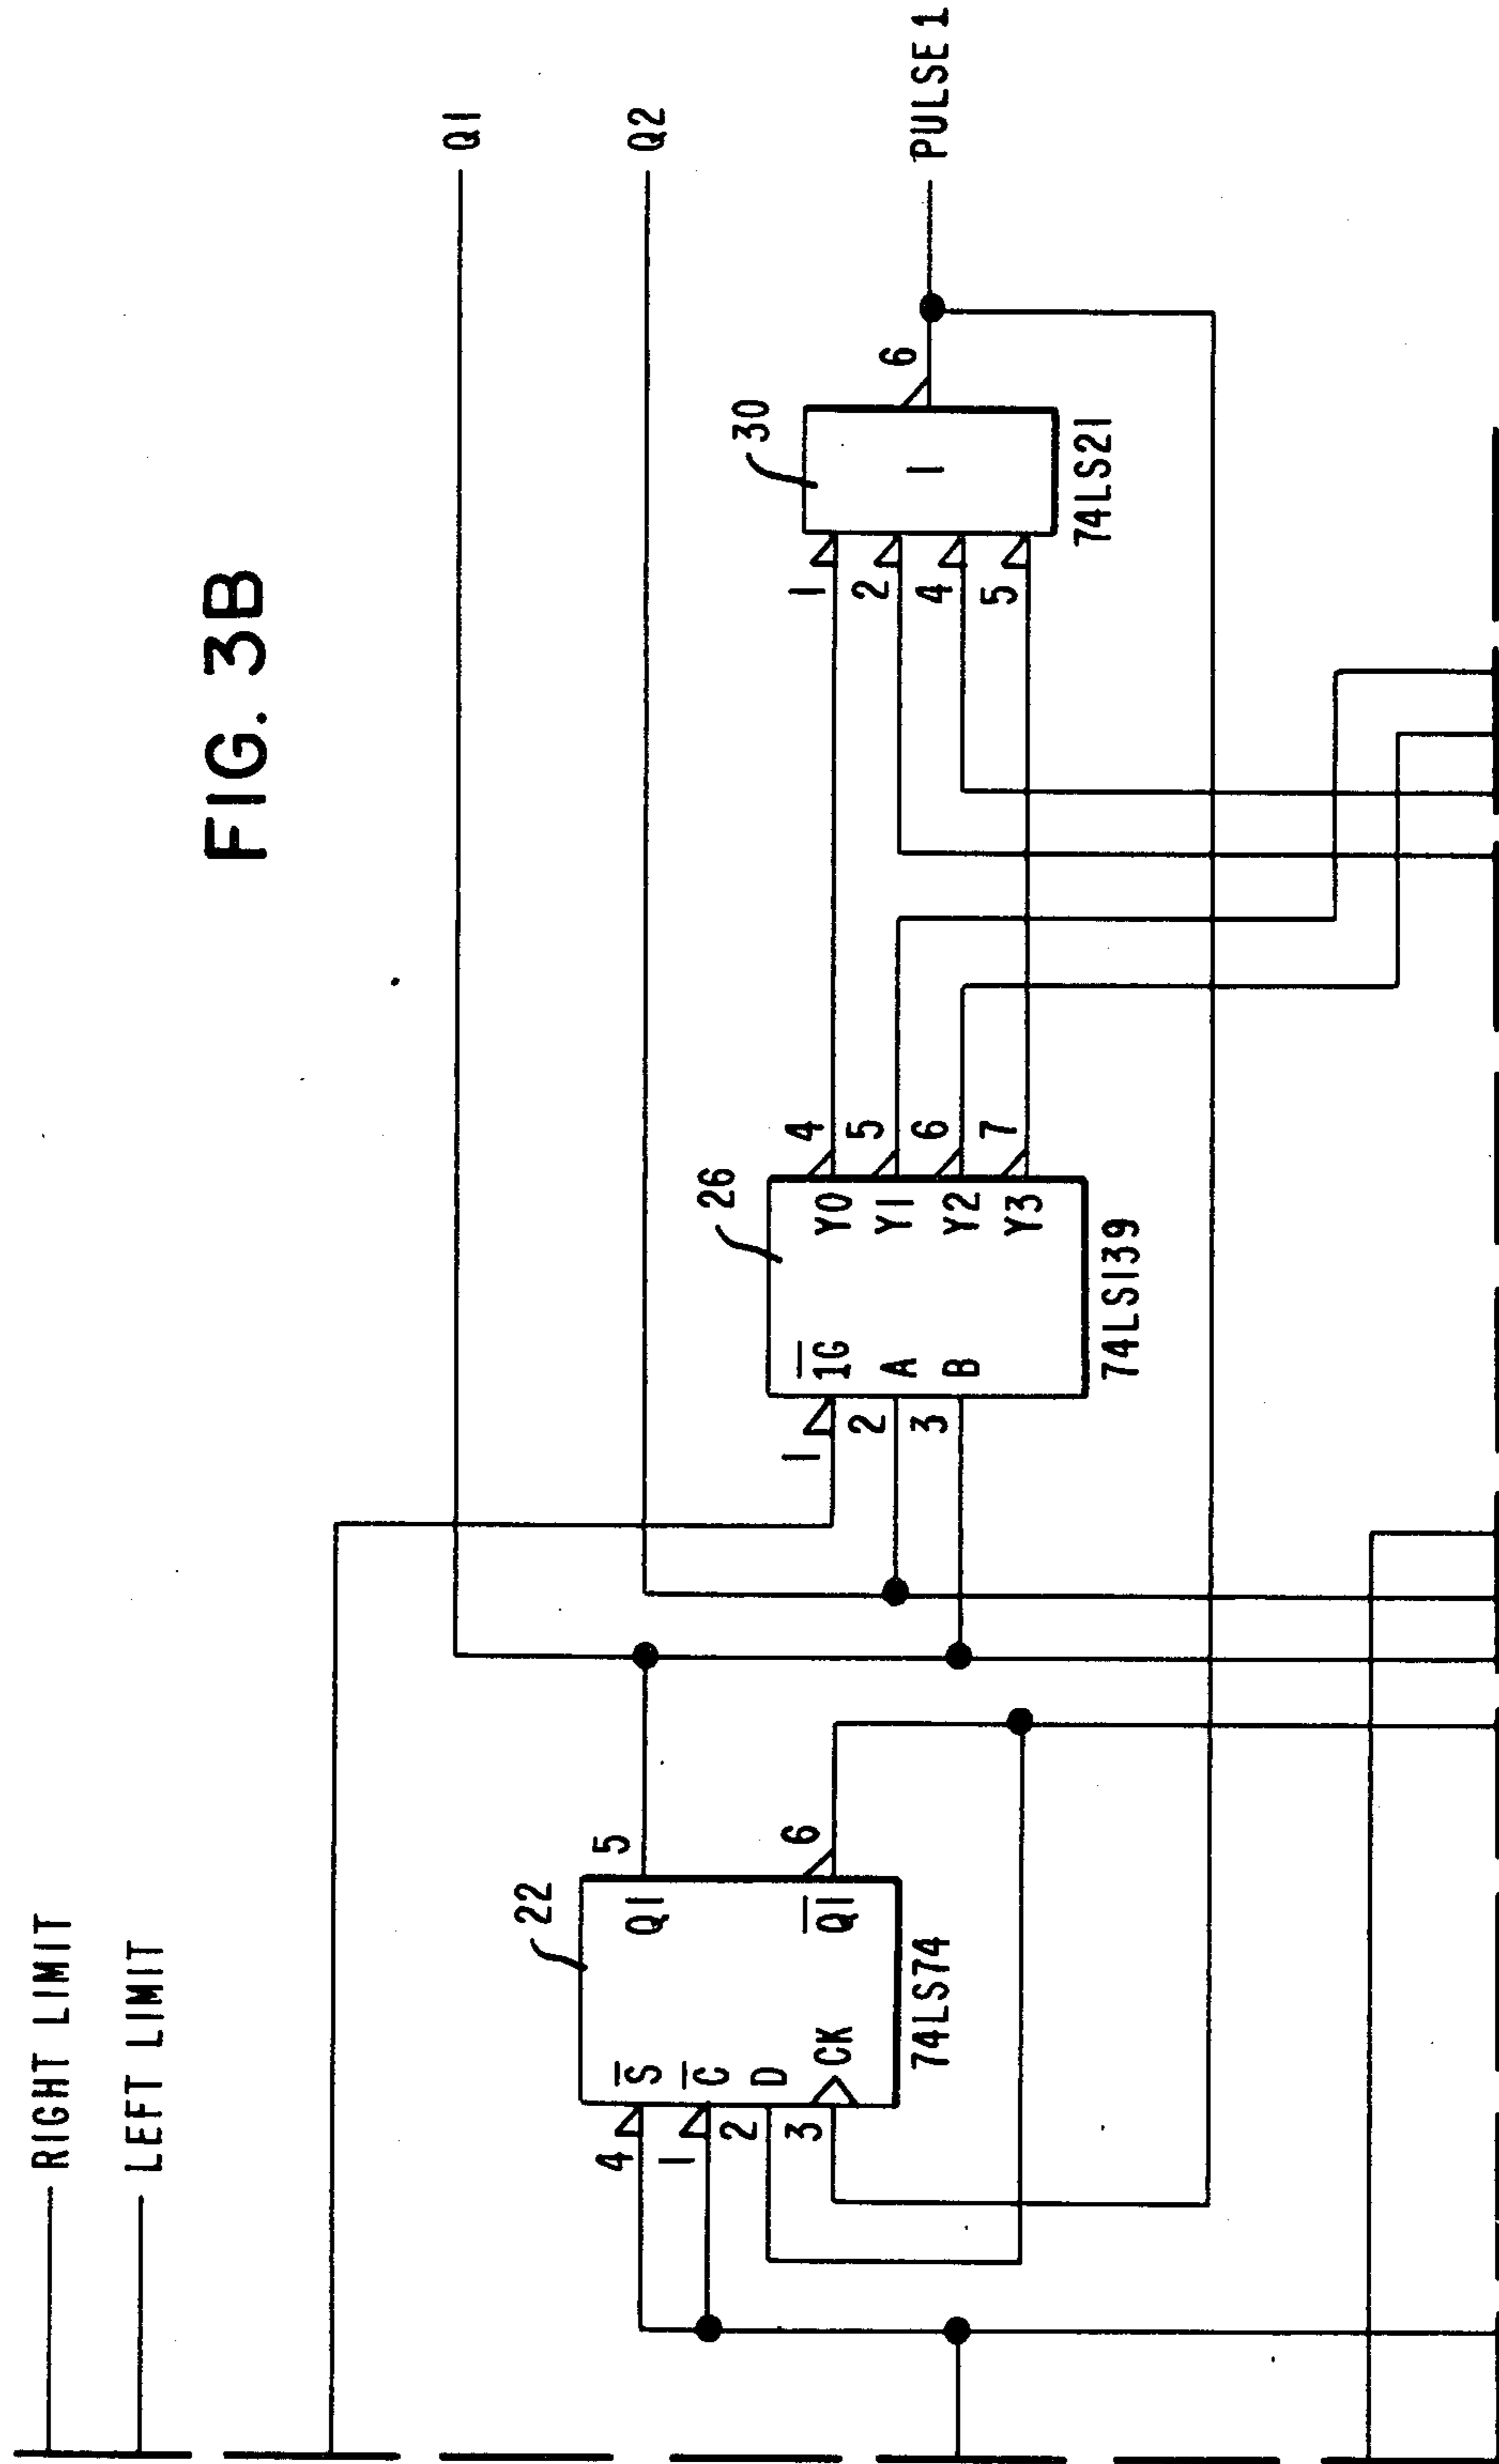 FIG. 3B
RIGHT LIMIT
LEFT LIMIT
Q1
Q2
PULSE 1
22
4
1
2
3
S̅
C̅
D
CK
Q1
Q̅1̅
5
6
74LS74
26
1
2
3
1̅G̅
A
B
Y0
Y1
Y2
Y3
4
5
6
7
74LS139
30
1
2
4
5
1
6
74LS21